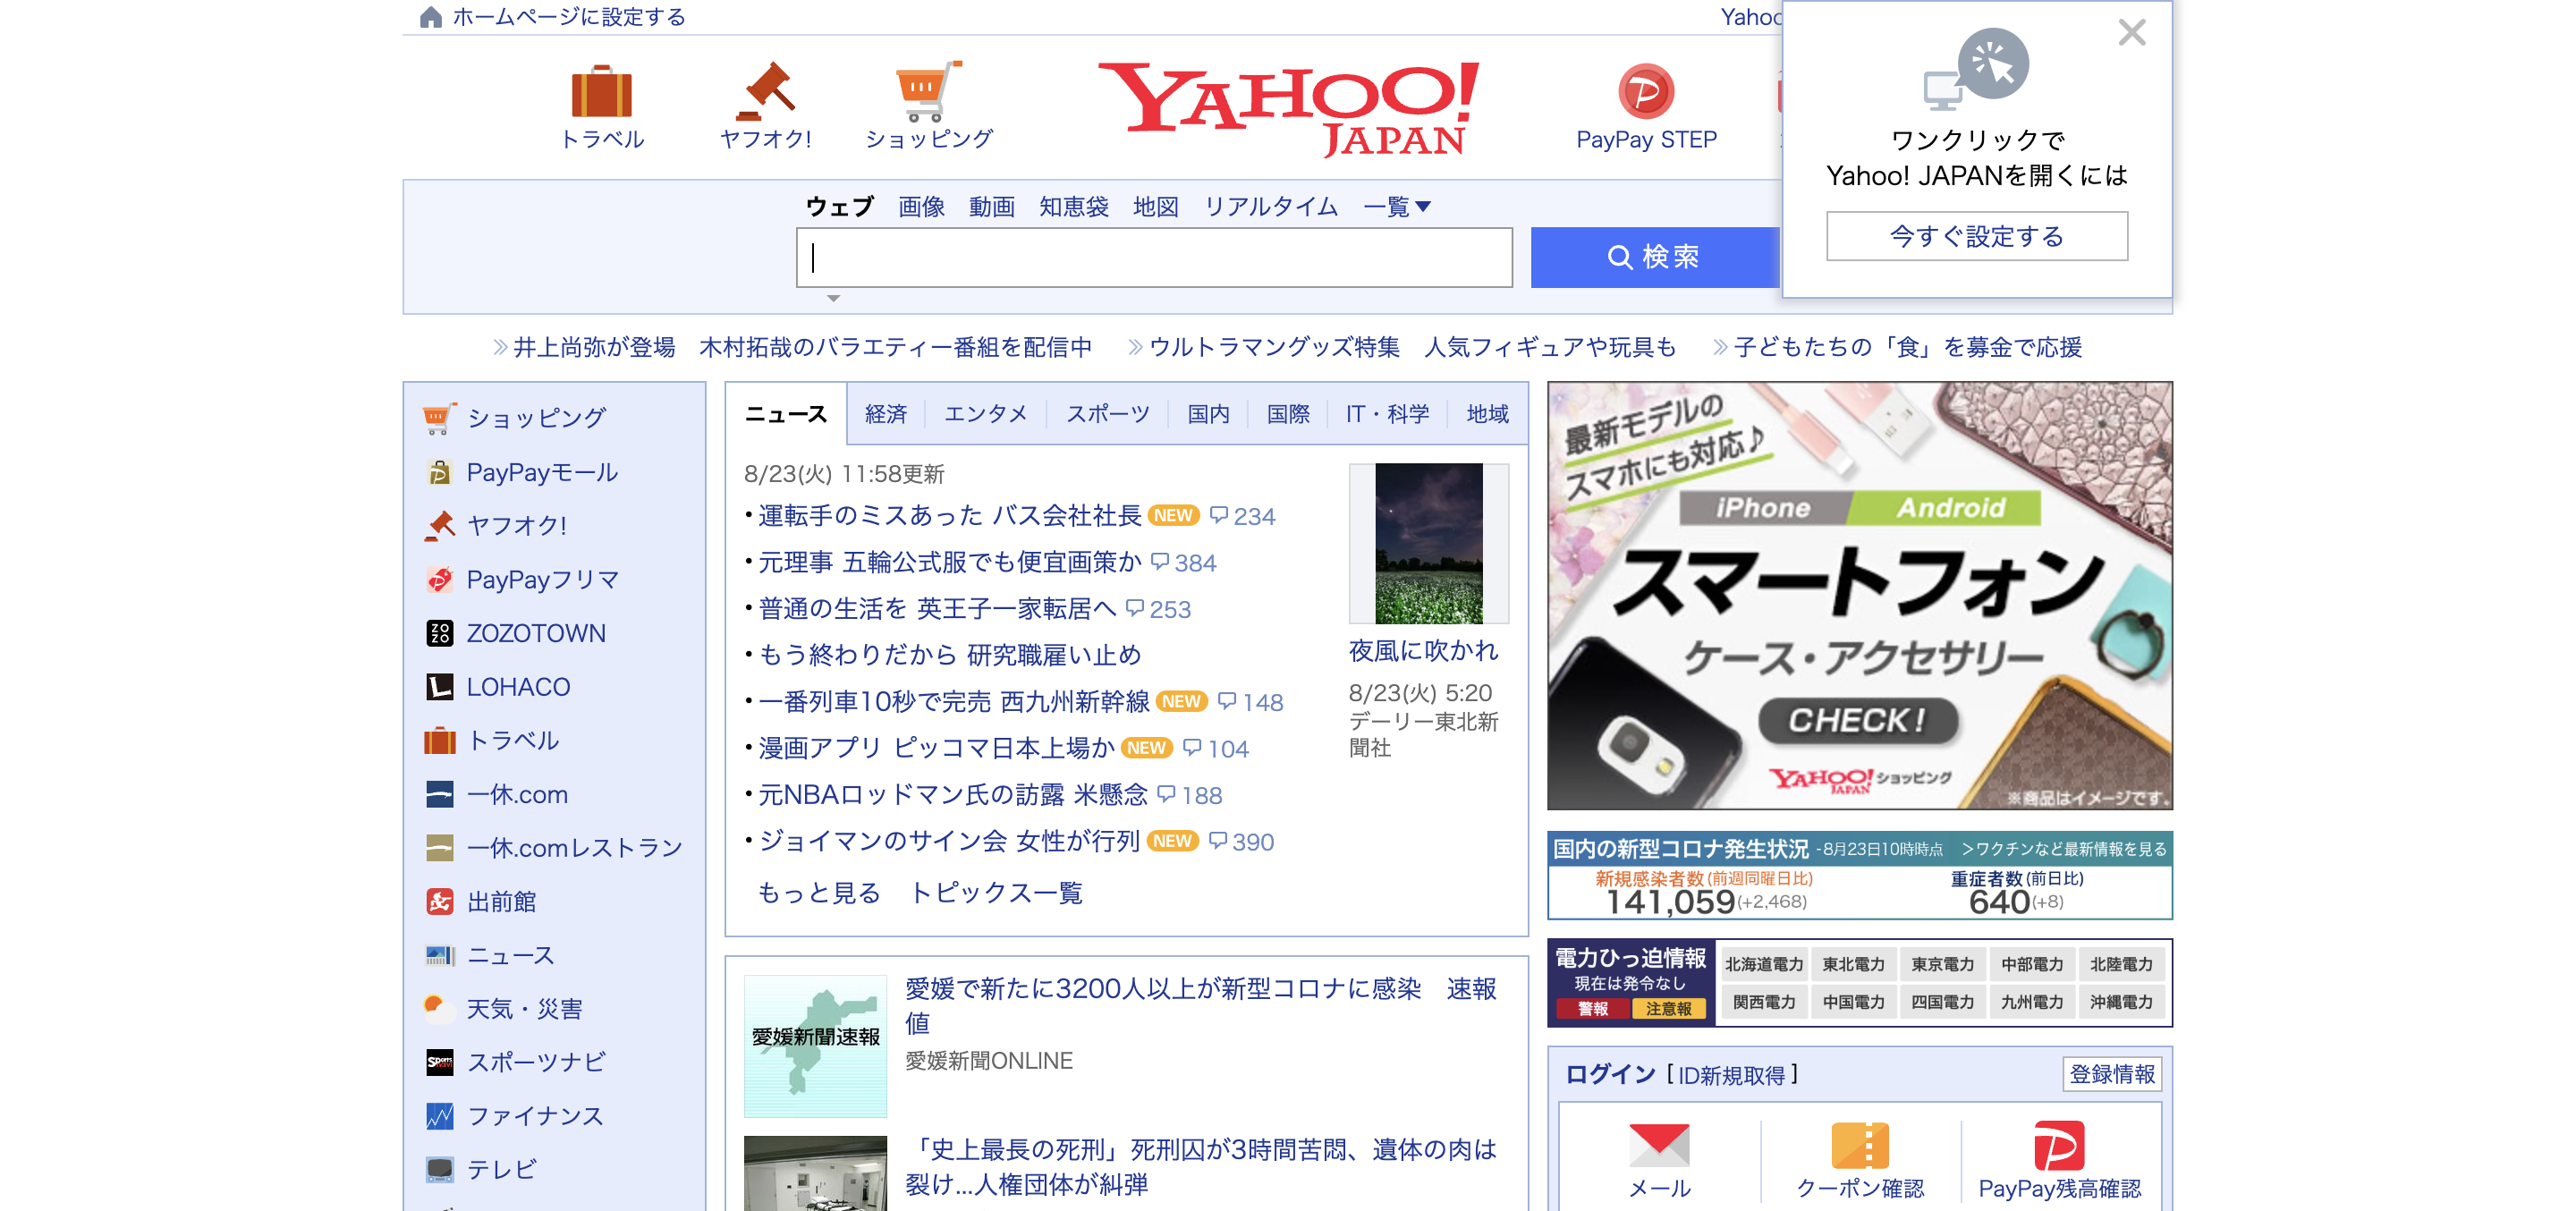 ホームページに設定する
トラベル
ヤフオク!
ショッピング
YAHOO!
JAPAN
PayPay STEP
ワンクリックで
Yahoo! JAPANを開くには
今すぐ設定する
ウェブ 画像 動画 知恵袋 地図 リアルタイム 一覧
検索
井上尚弥が登場 木村拓哉のバラエティー番組を配信中
ウルトラマングッズ特集 人気フィギュアや玩具も
子どもたちの「食」を募金で応援
ショッピング
PayPayモール
ヤフオク!
PayPayフリマ
ZOZOTOWN
LOHACO
トラベル
一休.com
一休.comレストラン
出前館
ニュース
天気・災害
スポーツナビ
ファイナンス
テレビ
ニュース 経済 エンタメ スポーツ 国内 国際 IT・科学 地域
8/23(火) 11:58更新
・運転手のミスあった バス会社社長 NEW 234
・元理事 五輪公式服でも便宜画策か 384
・普通の生活を 英王子一家転居へ 253
・もう終わりだから 研究職雇い止め
・一番列車10秒で完売 西九州新幹線 NEW 148
・漫画アプリ ピッコマ日本上場か NEW 104
・元NBAロッドマン氏の訪露 米懸念 188
・ジョイマンのサイン会 女性が行列 NEW 390
もっと見る トピックス一覧
夜風に吹かれ
8/23(火) 5:20
デーリー東北新
聞社
愛媛新聞速報
愛媛で新たに3200人以上が新型コロナに感染 速報
値
愛媛新聞ONLINE
「史上最長の死刑」死刑囚が3時間苦悶、遺体の肉は
裂け...人権団体が糾弾
最新モデルの
スマホにも対応♪
iPhone Android
スマートフォン
ケース・アクセサリー
CHECK!
YAHOO! JAPAN ショッピング
※商品はイメージです。
国内の新型コロナ発生状況 -8月23日10時時点 >ワクチンなど最新情報を見る
新規感染者数(前週同曜日比) 重症者数(前日比)
141,059(+2,468) 640(+8)
電力ひっ迫情報
現在は発令なし
警報 注意報
北海道電力 東北電力 東京電力 中部電力 北陸電力
関西電力 中国電力 四国電力 九州電力 沖縄電力
ログイン [ ID新規取得 ] 登録情報
メール クーポン確認 PayPay残高確認